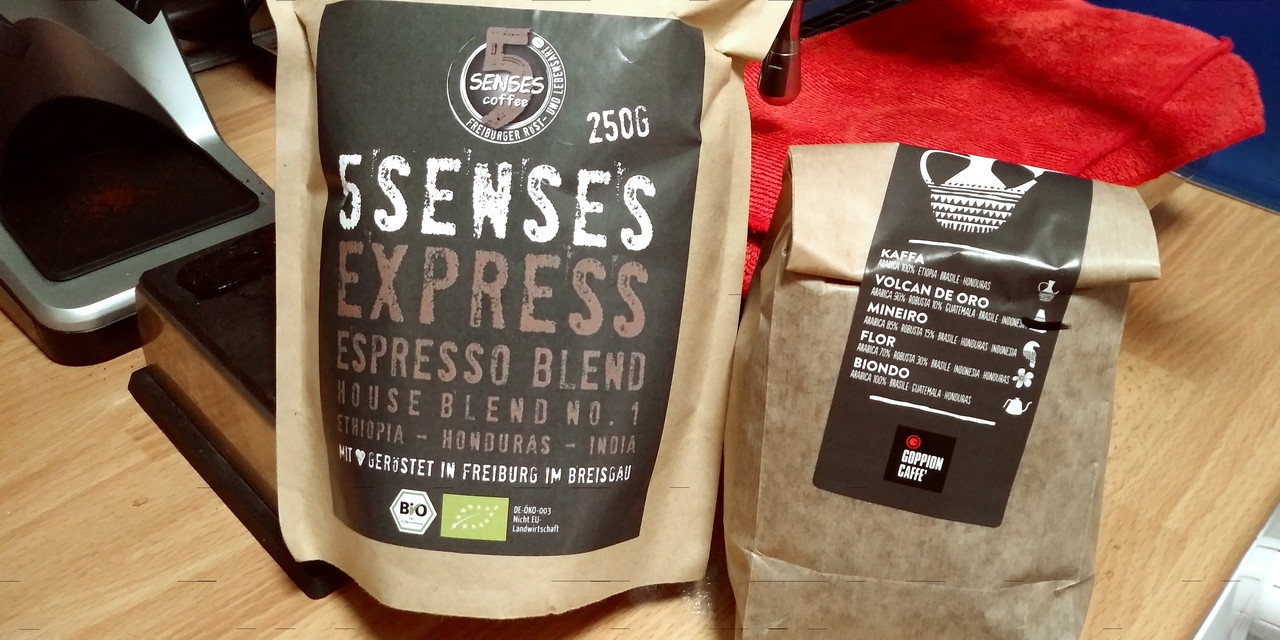 5
SENSES
coffee
FREIBURGER RÖST- UND LEBENSART
250G
5SENSES
EXPRESS
ESPRESSO BLEND
HOUSE BLEND NO. 1
ETHIOPIA - HONDURAS - INDIA
MIT ♥ GERÖSTET IN FREIBURG IM BREISGAU
BIO
DE-ÖKO-003
Nicht EU-
Landwirtschaft
KAFFA
ARABICA 100% ETIOPIA · BRASILE · HONDURAS
VOLCAN DE ORO
ARABICA 90% ROBUSTA 10% GUATEMALA · BRASILE · INDONESIA
MINEIRO
ARABICA 85% ROBUSTA 15% BRASILE · HONDURAS · INDONESIA
FLOR
ARABICA 70% ROBUSTA 30% BRASILE · INDONESIA · HONDURAS
BIONDO
ARABICA 100% BRASILE · GUATEMALA · HONDURAS
GOPPION
CAFFE'